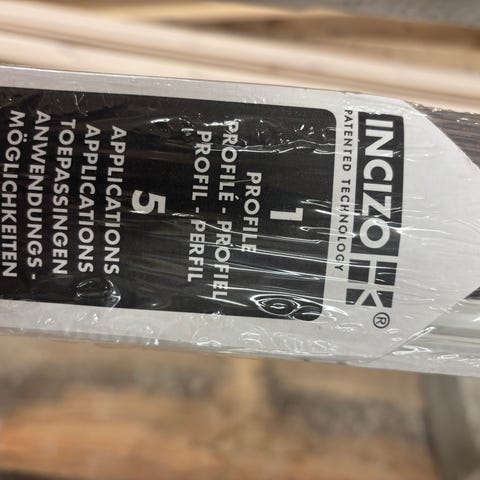 INCIZO
PATENTED TECHNOLOGY
®
1
PROFILE
PROFILÉ - PROFIEL
PROFIL - PERFIL
5
APPLICATIONS
APPLICATIONS
TOEPASSINGEN
ANWENDUNGS -
MÖGLICHKEITEN